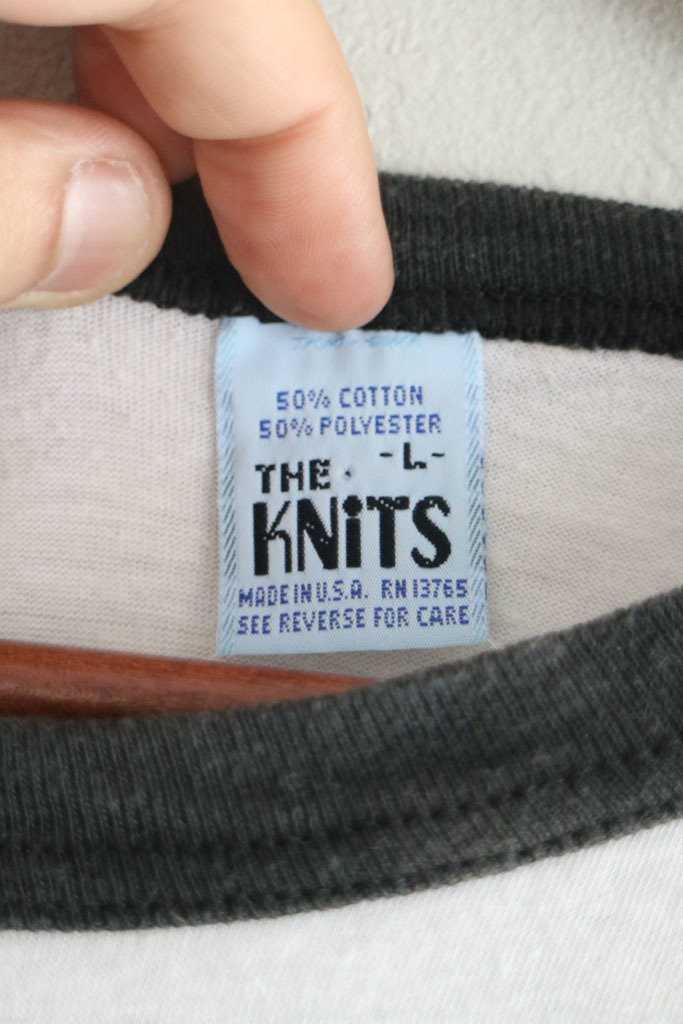 50% COTTON
50% POLYESTER
-L-
THE
KNiTS
MADE IN U.S.A. RN 13765
SEE REVERSE FOR CARE